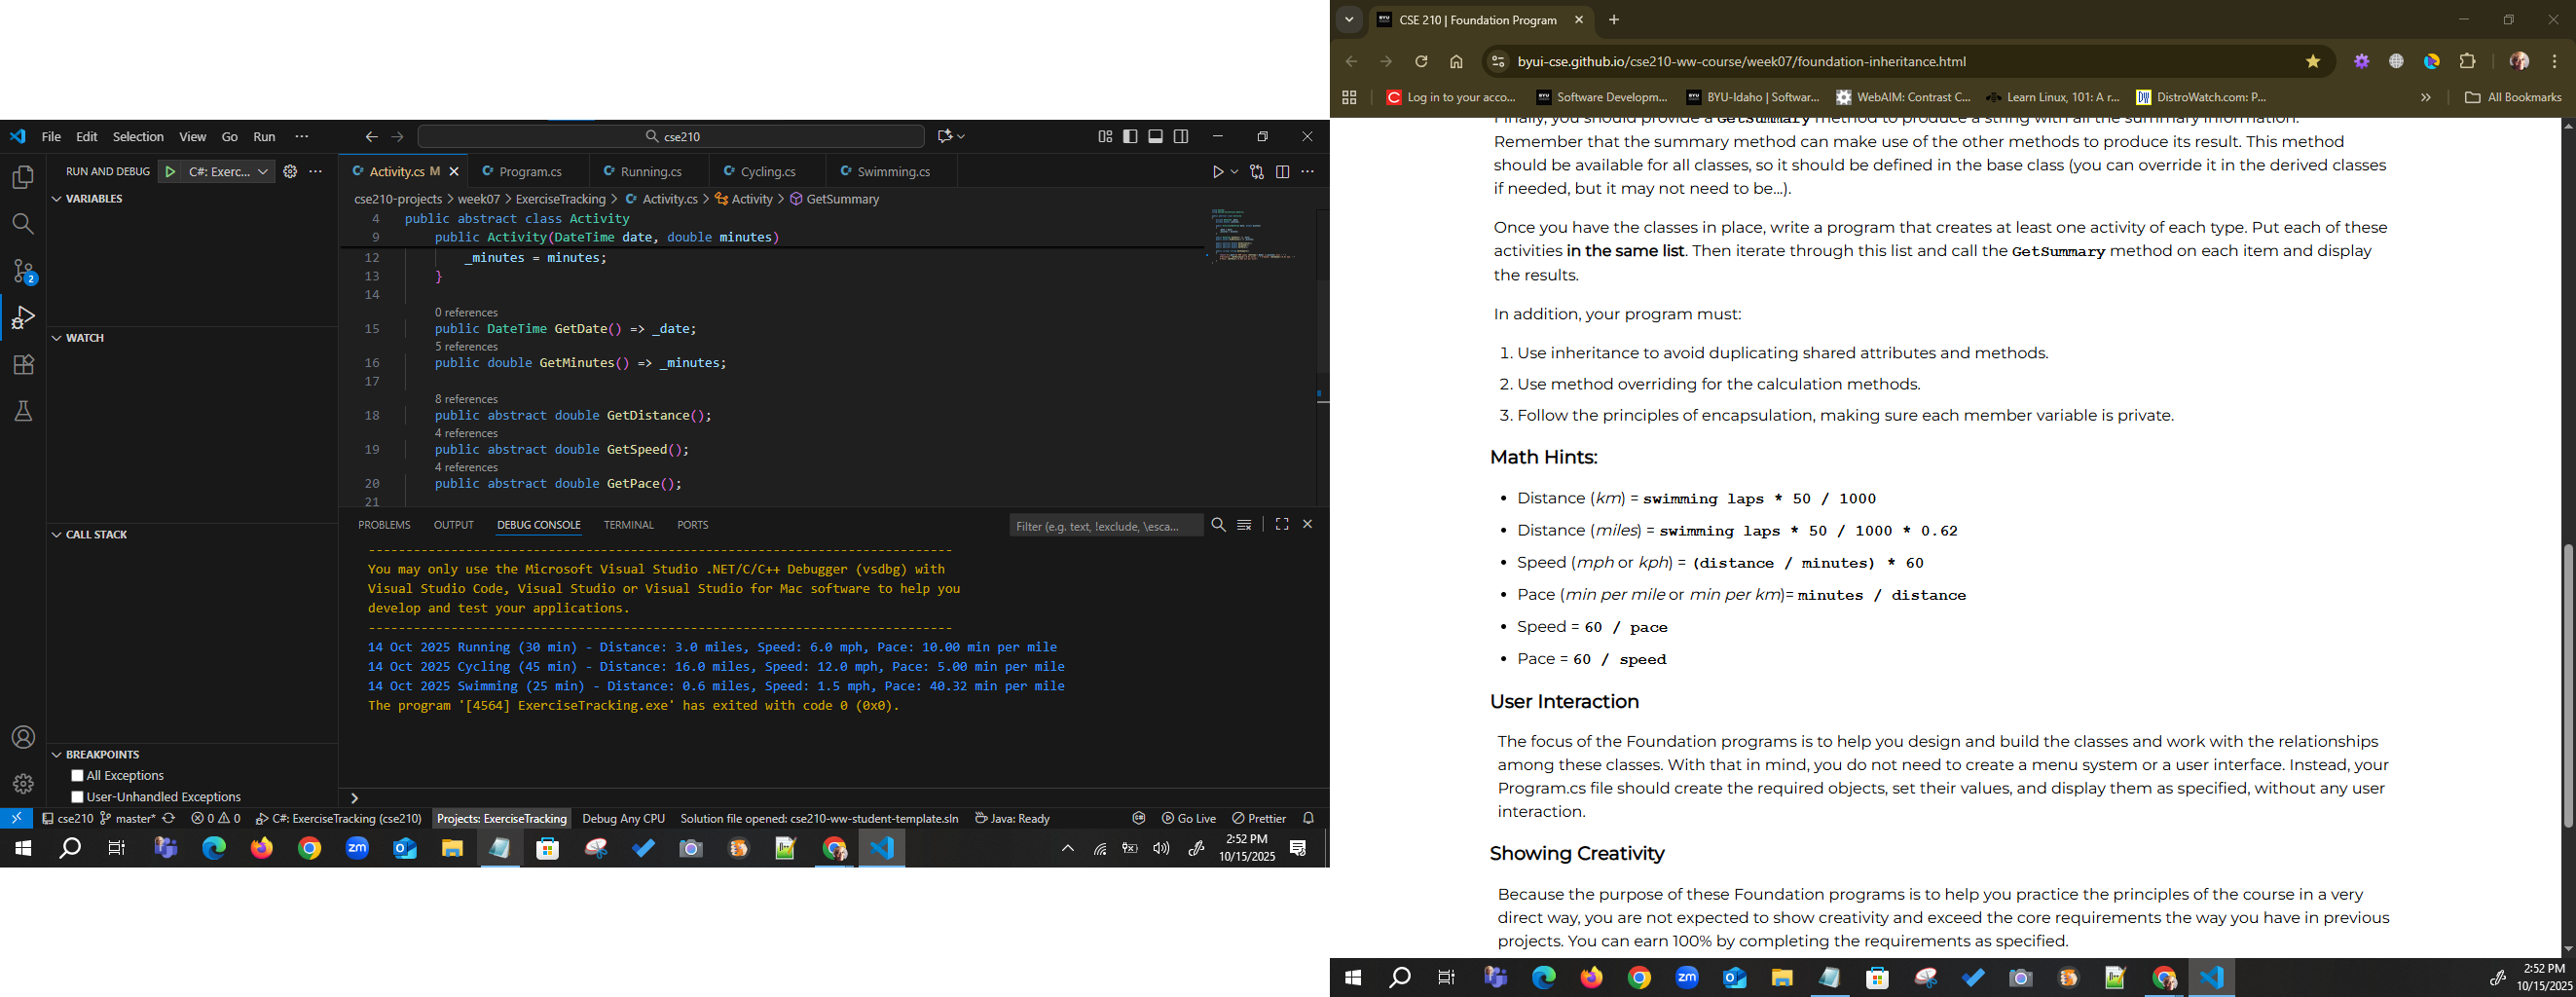 File Edit Selection View Go Run ··· cse210
RUN AND DEBUG C#: Exerc... ···
VARIABLES
WATCH
CALL STACK
BREAKPOINTS
All Exceptions
User-Unhandled Exceptions
Activity.cs M Program.cs Running.cs Cycling.cs Swimming.cs
cse210-projects > week07 > ExerciseTracking > Activity.cs > Activity > GetSummary
4 public abstract class Activity
9 public Activity(DateTime date, double minutes)
12 _minutes = minutes;
13 }
14
0 references
15 public DateTime GetDate() => _date;
5 references
16 public double GetMinutes() => _minutes;
17
8 references
18 public abstract double GetDistance();
4 references
19 public abstract double GetSpeed();
4 references
20 public abstract double GetPace();
21
PROBLEMS OUTPUT DEBUG CONSOLE TERMINAL PORTS Filter (e.g. text, !exclude, \esca...
-------------------------------------------------------------------------------
You may only use the Microsoft Visual Studio .NET/C/C++ Debugger (vsdbg) with
Visual Studio Code, Visual Studio or Visual Studio for Mac software to help you
develop and test your applications.
-------------------------------------------------------------------------------
14 Oct 2025 Running (30 min) - Distance: 3.0 miles, Speed: 6.0 mph, Pace: 10.00 min per mile
14 Oct 2025 Cycling (45 min) - Distance: 16.0 miles, Speed: 12.0 mph, Pace: 5.00 min per mile
14 Oct 2025 Swimming (25 min) - Distance: 0.6 miles, Speed: 1.5 mph, Pace: 40.32 min per mile
The program '[4564] ExerciseTracking.exe' has exited with code 0 (0x0).
>
2
cse210 master* 0 0 C#: ExerciseTracking (cse210) Projects: ExerciseTracking Debug Any CPU Solution file opened: cse210-ww-student-template.sln Java: Ready Go Live Prettier
zm
2:52 PM
10/15/2025
CSE 210 | Foundation Program
byui-cse.github.io/cse210-ww-course/week07/foundation-inheritance.html
Log in to your acco... Software Developm... BYU-Idaho | Softwar... WebAIM: Contrast C... Learn Linux, 101: A r... DistroWatch.com: P... » All Bookmarks
Finally, you should provide a GetSummary method to produce a string with all the summary information.
Remember that the summary method can make use of the other methods to produce its result. This method
should be available for all classes, so it should be defined in the base class (you can override it in the derived classes
if needed, but it may not need to be...).
Once you have the classes in place, write a program that creates at least one activity of each type. Put each of these
activities in the same list. Then iterate through this list and call the GetSummary method on each item and display
the results.
In addition, your program must:
1. Use inheritance to avoid duplicating shared attributes and methods.
2. Use method overriding for the calculation methods.
3. Follow the principles of encapsulation, making sure each member variable is private.
Math Hints:
• Distance (km) = swimming laps * 50 / 1000
• Distance (miles) = swimming laps * 50 / 1000 * 0.62
• Speed (mph or kph) = (distance / minutes) * 60
• Pace (min per mile or min per km)= minutes / distance
• Speed = 60 / pace
• Pace = 60 / speed
User Interaction
The focus of the Foundation programs is to help you design and build the classes and work with the relationships
among these classes. With that in mind, you do not need to create a menu system or a user interface. Instead, your
Program.cs file should create the required objects, set their values, and display them as specified, without any user
interaction.
Showing Creativity
Because the purpose of these Foundation programs is to help you practice the principles of the course in a very
direct way, you are not expected to show creativity and exceed the core requirements the way you have in previous
projects. You can earn 100% by completing the requirements as specified.
zm
2:52 PM
10/15/2025